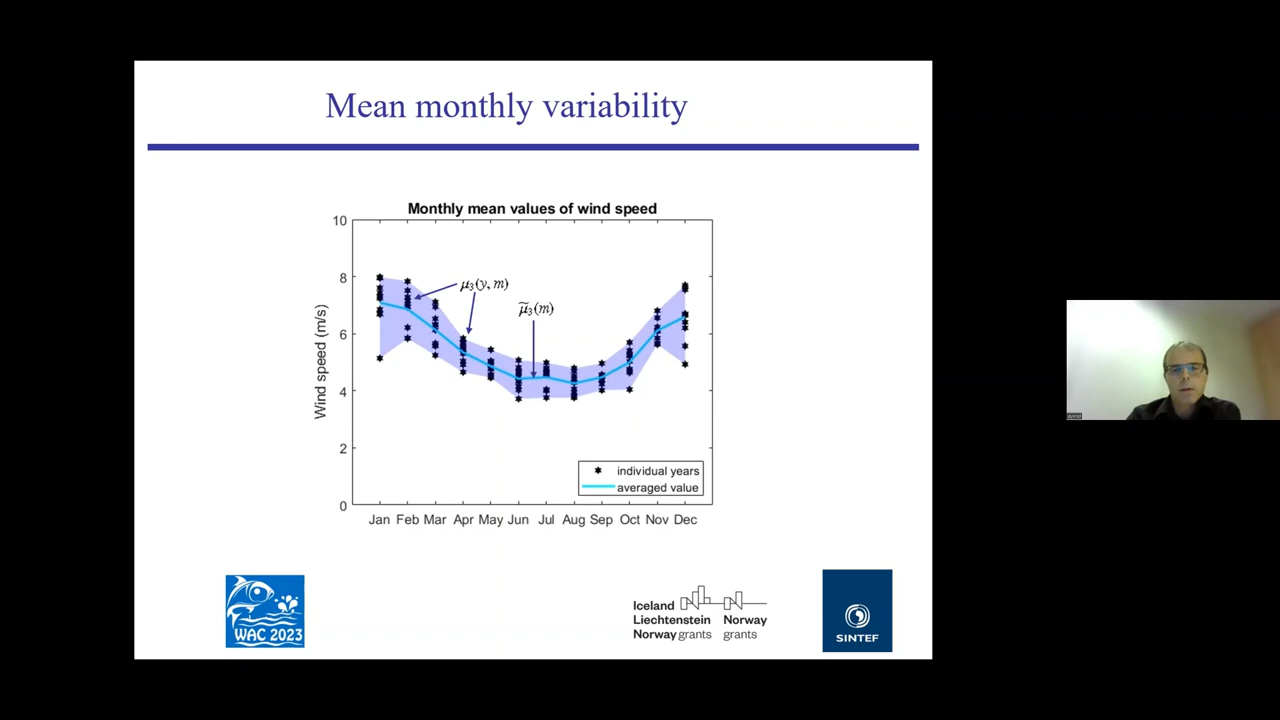 Mean monthly variability
Monthly mean values of wind speed
10
8
6
4
2
0
Wind speed (m/s)
μ₃(y, m)
μ̃₃(m)
individual years
averaged value
Jan Feb Mar Apr May Jun Jul Aug Sep Oct Nov Dec
WAC 2023
Iceland
Liechtenstein
Norway grants
Norway
grants
SINTEF